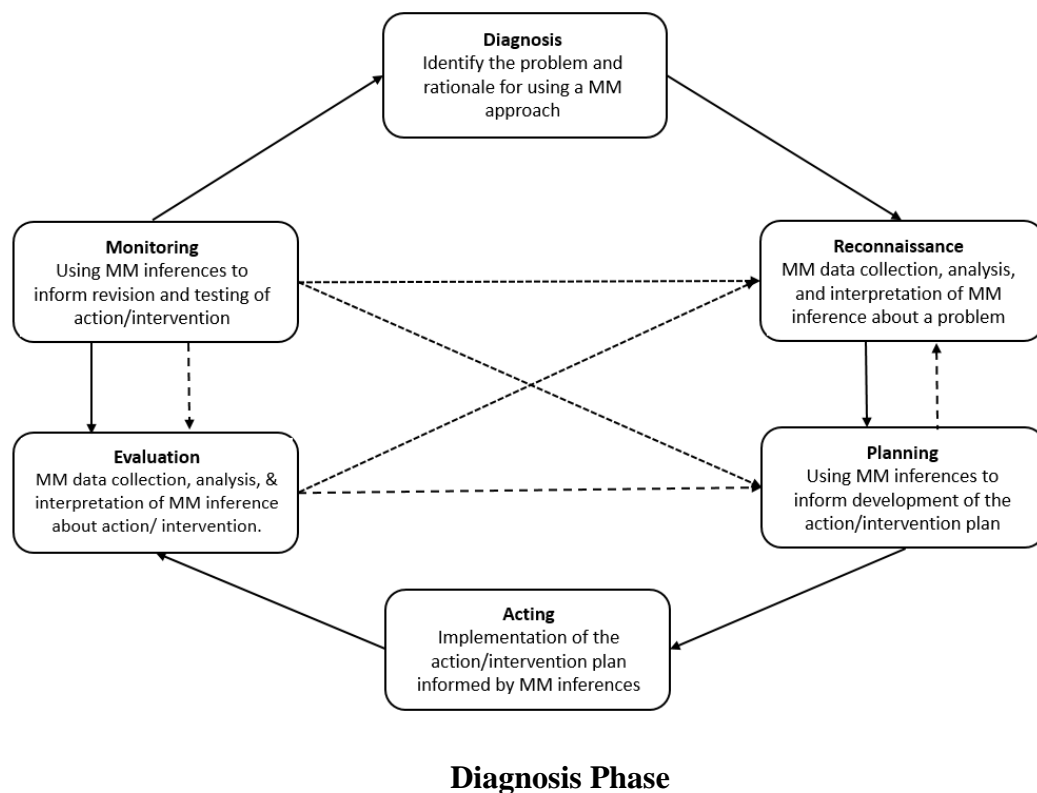 Diagnosis
Identify the problem and
rationale for using a MM
approach
Monitoring
Using MM inferences to
inform revision and testing of
action/intervention
Reconnaissance
MM data collection, analysis,
and interpretation of MM
inference about a problem
Evaluation
MM data collection, analysis, &
interpretation of MM inference
about action/ intervention.
Planning
Using MM inferences to
inform development of the
action/intervention plan
Acting
Implementation of the
action/intervention plan
informed by MM inferences
Diagnosis Phase